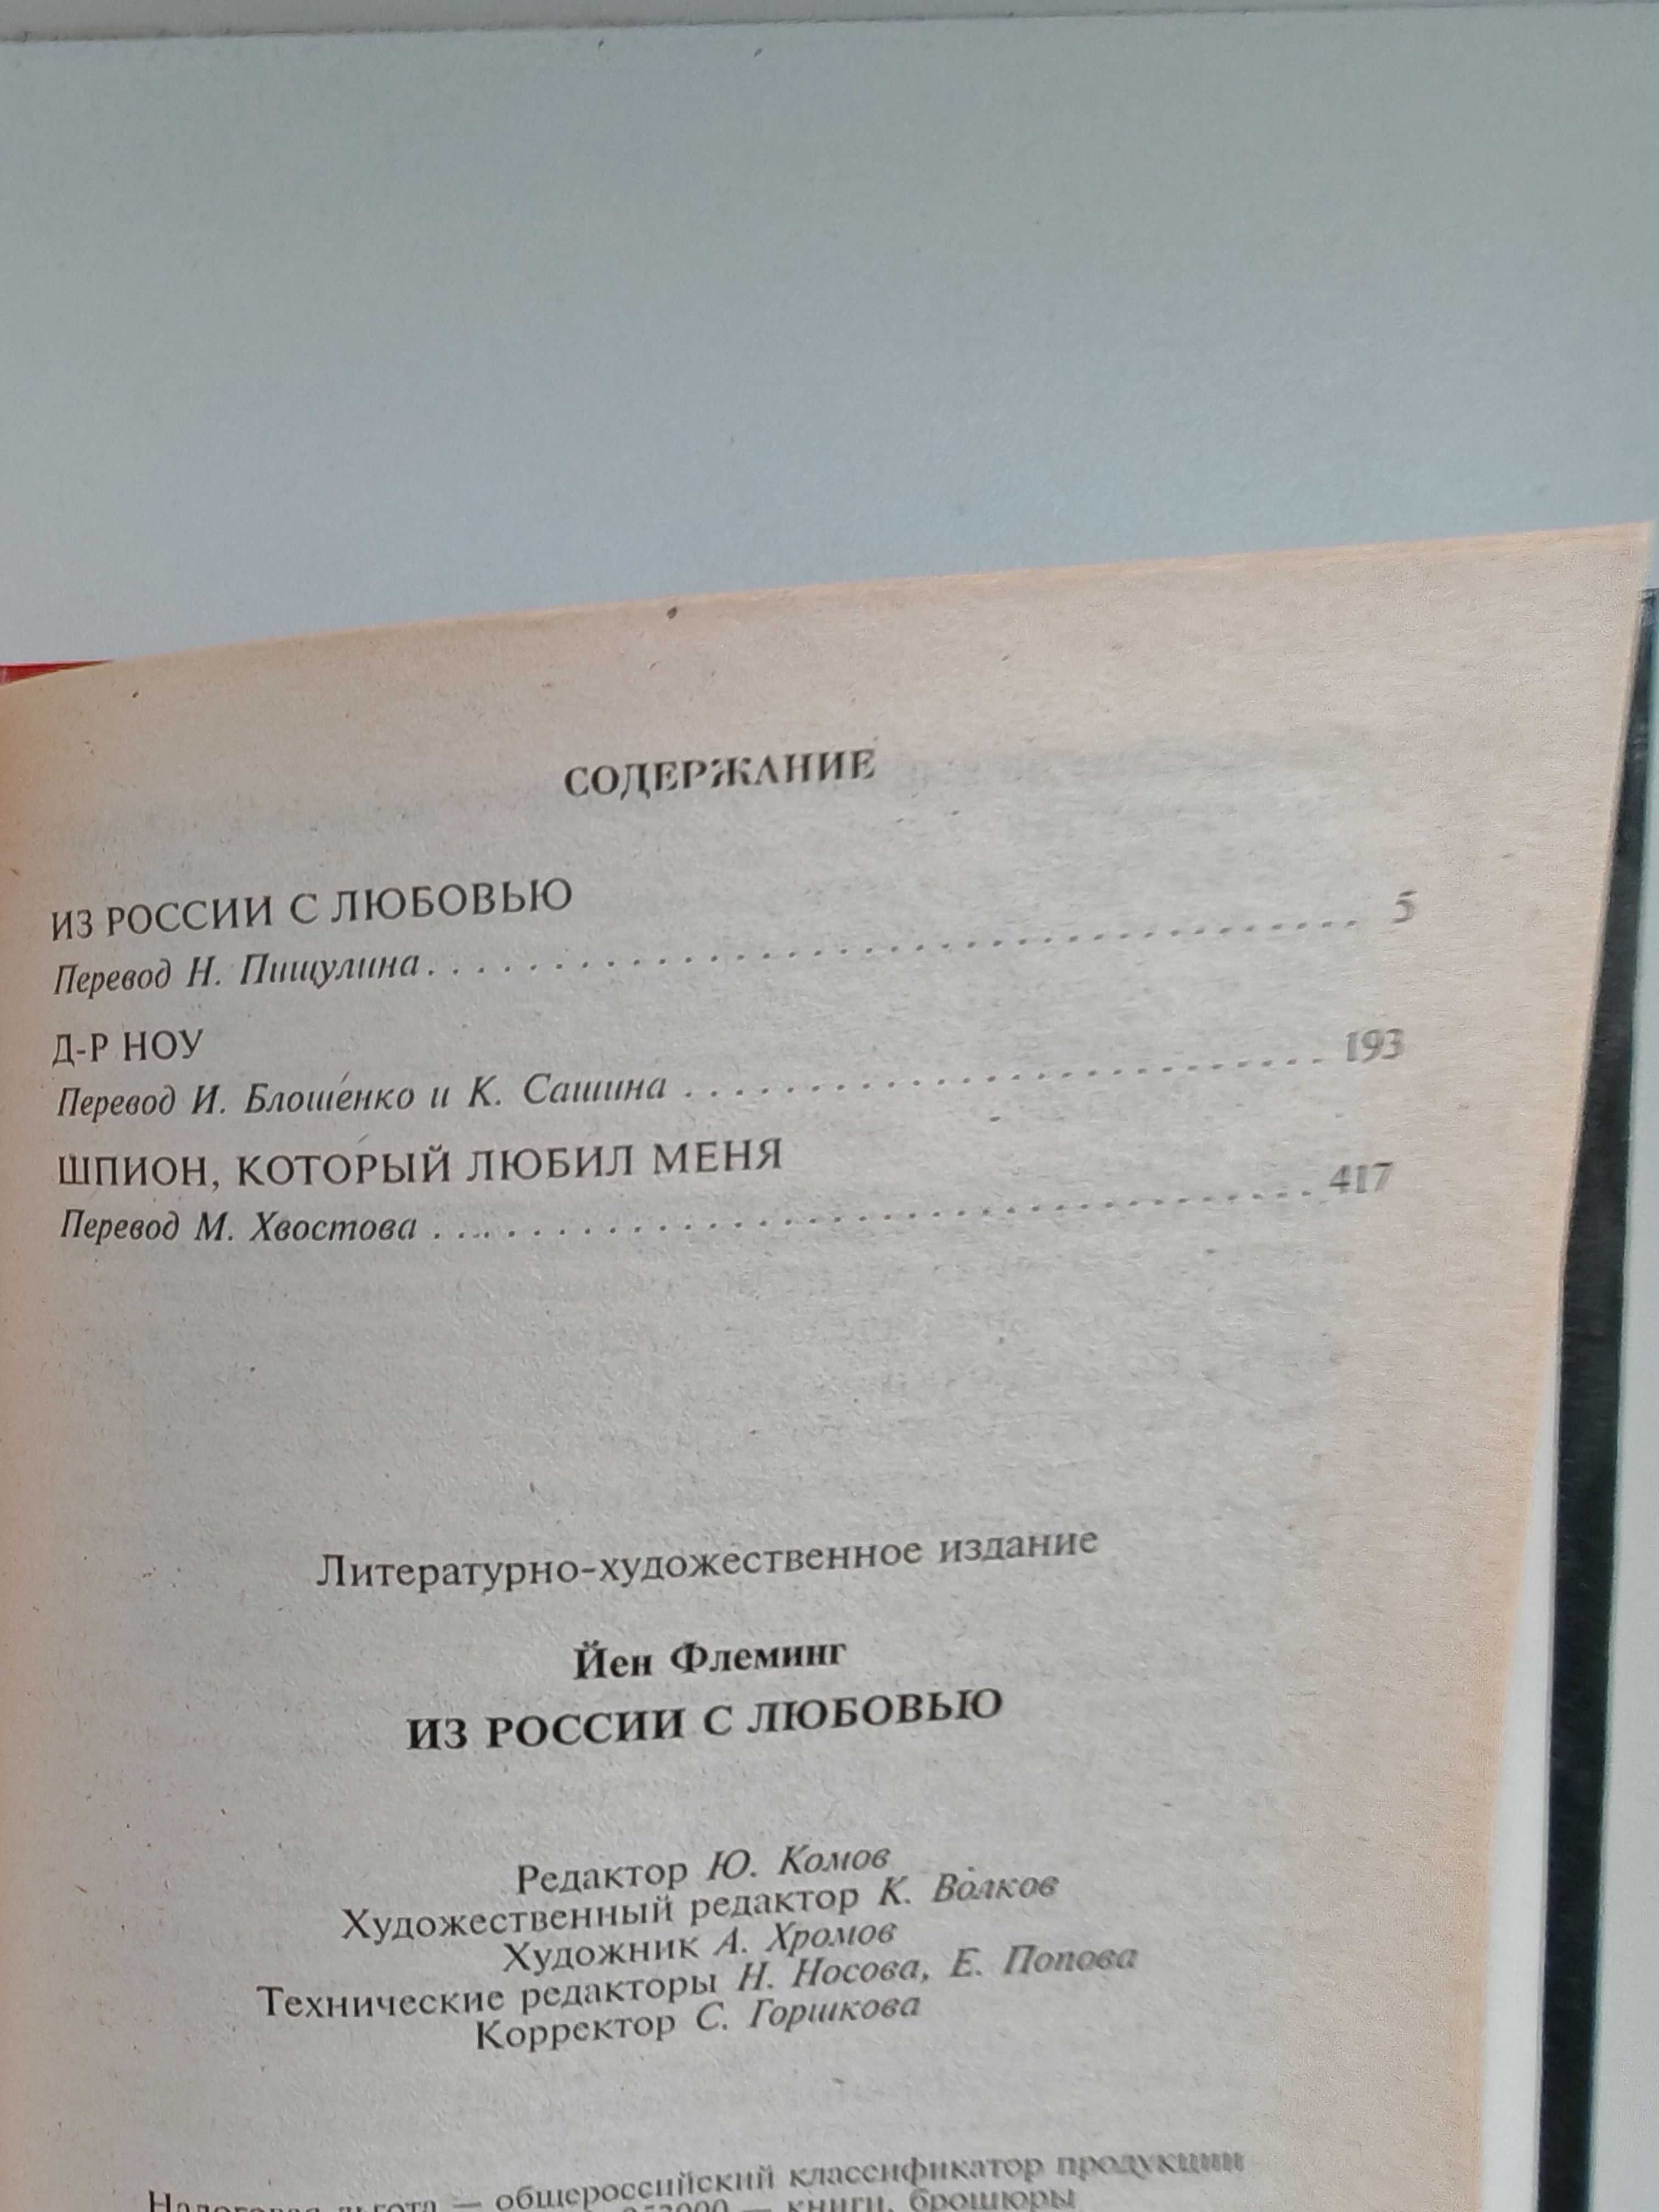 СОДЕРЖАНИЕ
ИЗ РОССИИ С ЛЮБОВЬЮ
Перевод Н. Пищулина . . . . . . . . . . . . . . . . . . . . . . . . . . . . . . . . . . . . 5
Д-Р НОУ
Перевод И. Блошенко и К. Сашина . . . . . . . . . . . . . . . . . . . . . . . . . 193
ШПИОН, КОТОРЫЙ ЛЮБИЛ МЕНЯ
Перевод М. Хвостова . . . . . . . . . . . . . . . . . . . . . . . . . . . . . . . . . . . 417
Литературно-художественное издание
Йен Флеминг
ИЗ РОССИИ С ЛЮБОВЬЮ
Редактор Ю. Комов
Художественный редактор К. Волков
Художник А. Хромов
Технические редакторы Н. Носова, Е. Попова
Корректор С. Горшкова
Налоговая льгота — общероссийский классификатор продукции
— книги, брошюры